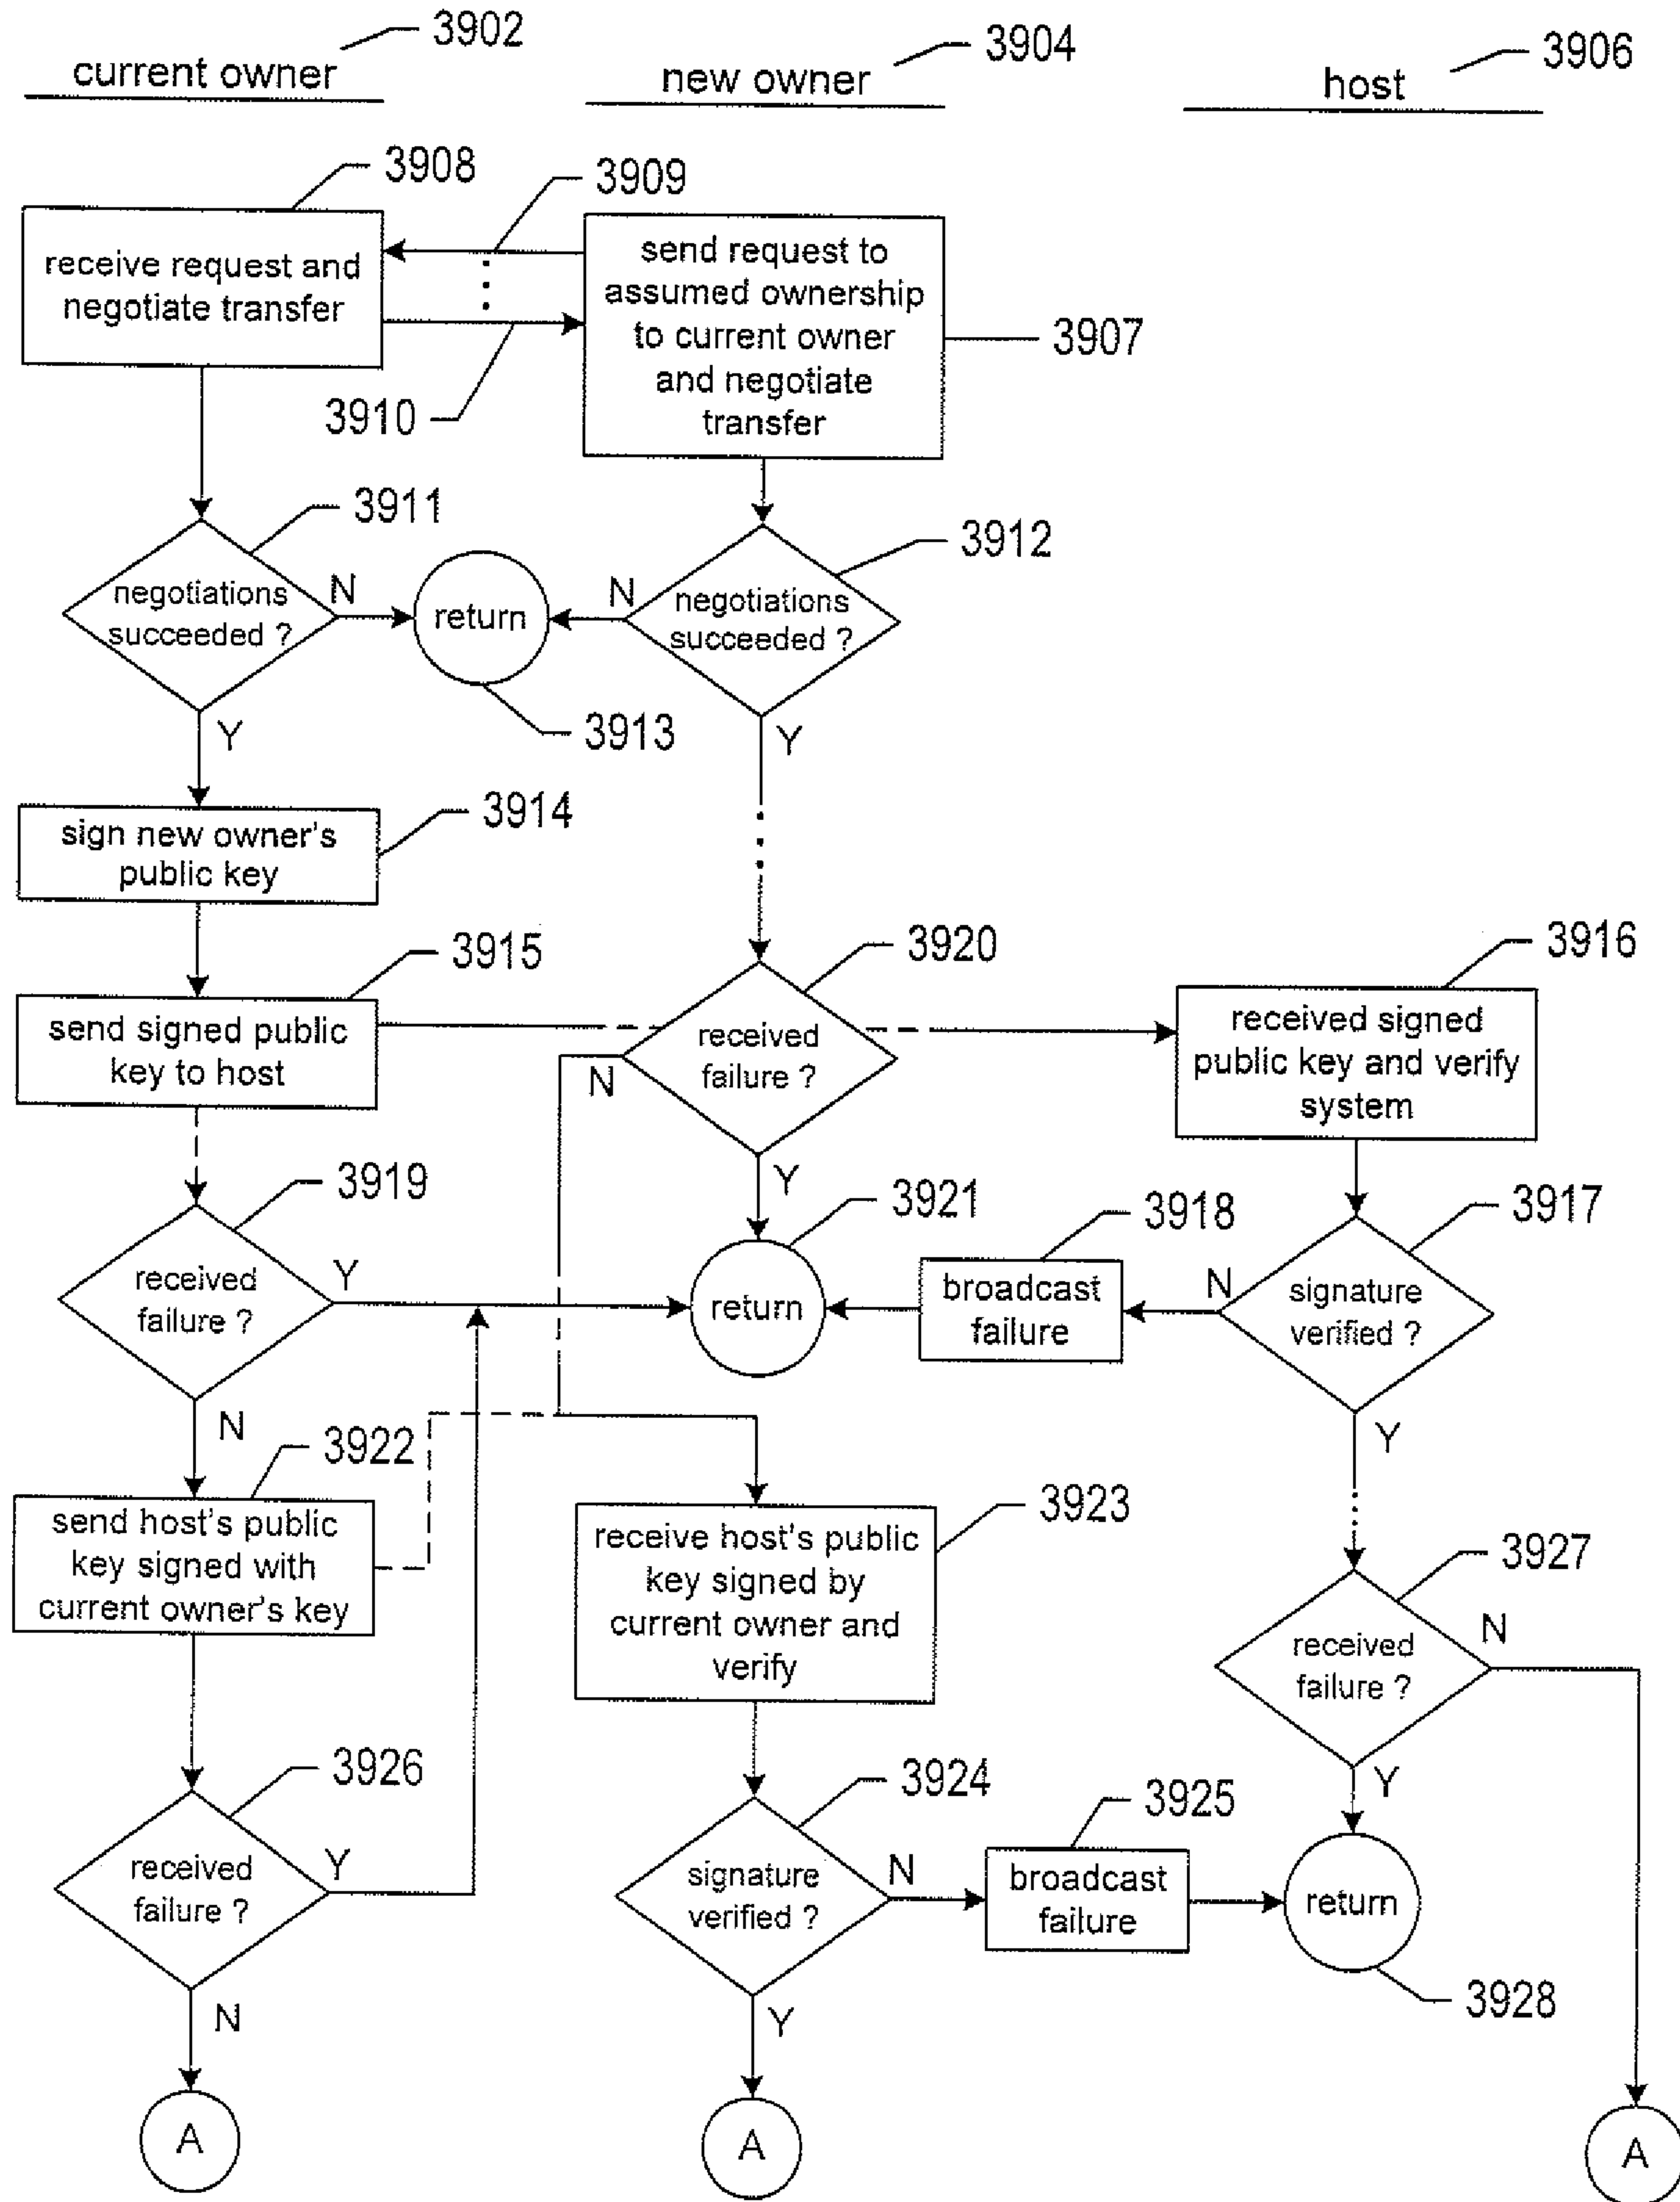 3902
3904
3906
current owner
new owner
host
3908
3909
receive request and
negotiate transfer
send request to
assumed ownership
to current owner
and negotiate
transfer
3907
3910
3911
3912
negotiations
succeeded ?
N
return
N
negotiations
succeeded ?
3913
Y
Y
3914
sign new owner's
public key
3915
3920
3916
send signed public
key to host
received
failure ?
N
received signed
public key and verify
system
3919
Y
3921
3918
3917
received
failure ?
Y
return
broadcast
failure
N
signature
verified ?
N
Y
3922
send host's public
key signed with
current owner's key
3923
receive host's public
key signed by
current owner and
verify
3927
received
failure ?
N
3926
3924
3925
Y
received
failure ?
Y
signature
verified ?
N
broadcast
failure
return
3928
N
Y
A
A
A